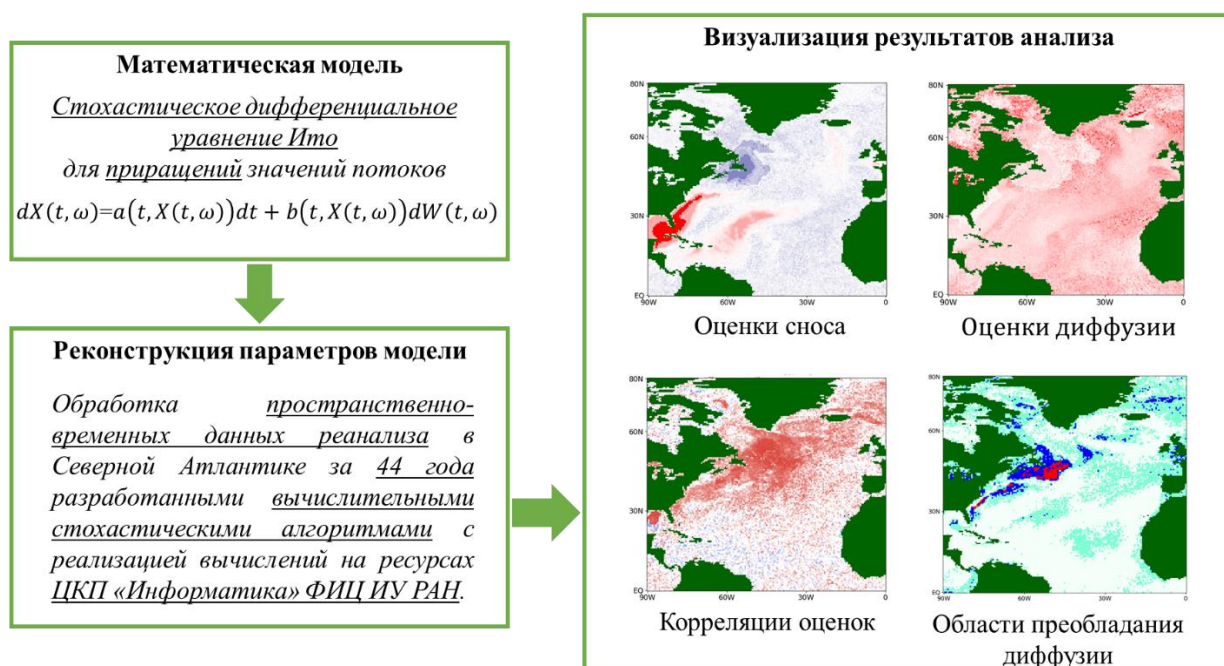 Математическая модель
Стохастическое дифференциальное
уравнение Ито
для приращений значений потоков
dX(t, ω)=a(t, X(t, ω))dt + b(t, X(t, ω))dW(t, ω)
Реконструкция параметров модели
Обработка пространственно-
временных данных реанализа в
Северной Атлантике за 44 года
разработанными вычислительными
стохастическими алгоритмами с
реализацией вычислений на ресурсах
ЦКП «Информатика» ФИЦ ИУ РАН.
Визуализация результатов анализа
80N
60N
30N
EQ
90W 60W 30W 0
Оценки сноса
80N
60N
30N
EQ
90W 60W 30W 0
Оценки диффузии
80N
60N
30N
EQ
90W 60W 30W 0
Корреляции оценок
80N
60N
30N
EQ
90W 60W 30W 0
Области преобладания
диффузии